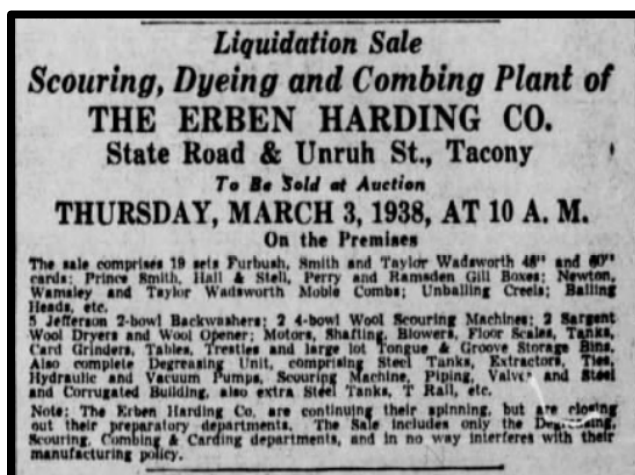 Liquidation Sale
Scouring, Dyeing and Combing Plant of
THE ERBEN HARDING CO.
State Road & Unruh St., Tacony
To Be Sold at Auction
THURSDAY, MARCH 3, 1938, AT 10 A. M.
On the Premises
The sale comprises 19 sets Furbush, Smith and Taylor Wadsworth 48" and 60"
cards; Prince Smith, Hall & Stell, Perry and Ramsden Gill Boxes; Newton,
Wamsley and Taylor Wadsworth Moble Combs; Unballing Creels; Balling
Heads, etc.
5 Jefferson 2-bowl Backwashers; 2 4-bowl Wool Scouring Machines; 2 Sargent
Wool Dryers and Wool Opener; Motors, Shafting, Blowers, Floor Scales, Tanks,
Card Grinders, Tables, Trestles and large lot Tongue & Groove Storage Bins.
Also complete Degreasing Unit, comprising Steel Tanks, Extractors, Ties,
Hydraulic and Vacuum Pumps, Scouring Machine, Piping, Valves and Steel
and Corrugated Building, also extra Steel Tanks, T Rail, etc.
Note: The Erben Harding Co. are continuing their spinning, but are closing
out their preparatory departments. The Sale includes only the Degreasing,
Scouring, Combing & Carding departments, and in no way interferes with their
manufacturing policy.